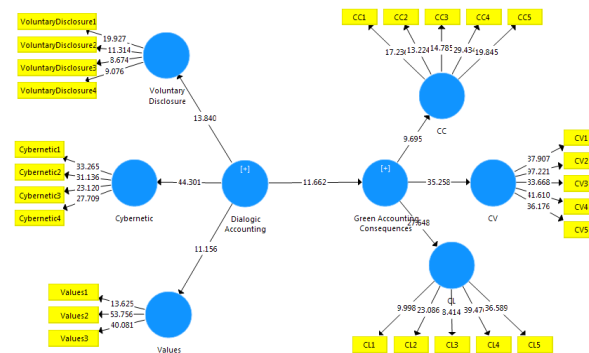 VoluntaryDisclosure1
VoluntaryDisclosure2
VoluntaryDisclosure3
VoluntaryDisclosure4
19.927
11.314
8.674
9.076
Voluntary
Disclosure
13.840
Cybernetic1
Cybernetic2
Cybernetic3
Cybernetic4
33.265
31.136
23.120
27.709
Cybernetic
44.301
[+]
Dialogic
Accounting
11.156
Values1
Values2
Values3
13.625
53.756
40.081
Values
11.662
[+]
Green Accounting
Consequences
CC1
CC2
CC3
CC4
CC5
17.236
13.224
14.785
29.434
19.845
CC
9.695
35.258
CV
37.907
97.221
33.668
41.610
36.176
CV1
CV2
CV3
CV4
CV5
27.648
CL
9.998
23.086
8.414
36.589
CL1
CL2
CL3
CL4
CL5